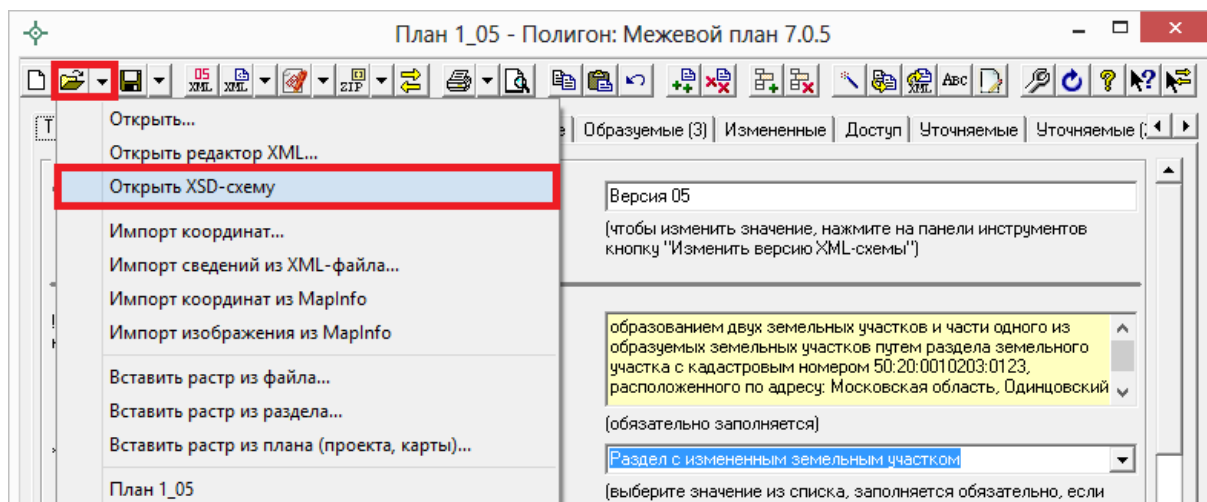 План 1_05 - Полигон: Межевой план 7.0.5
05 XML XML ZIP XML ABC
Образуемые (3) Измененные Доступ Уточняемые Уточняемые (
Открыть...
Открыть редактор XML...
Открыть XSD-схему
Импорт координат...
Импорт сведений из XML-файла...
Импорт координат из MapInfo
Импорт изображения из MapInfo
Вставить растр из файла...
Вставить растр из раздела...
Вставить растр из плана (проекта, карты)...
План 1_05
Версия 05
(чтобы изменить значение, нажмите на панели инструментов
кнопку "Изменить версию XML-схемы")
образованием двух земельных участков и части одного из
образуемых земельных участков путем раздела земельного
участка с кадастровым номером 50:20:0010203:0123,
расположенного по адресу: Московская область, Одинцовский
(обязательно заполняется)
Раздел с измененным земельным участком
(выберите значение из списка, заполняется обязательно, если